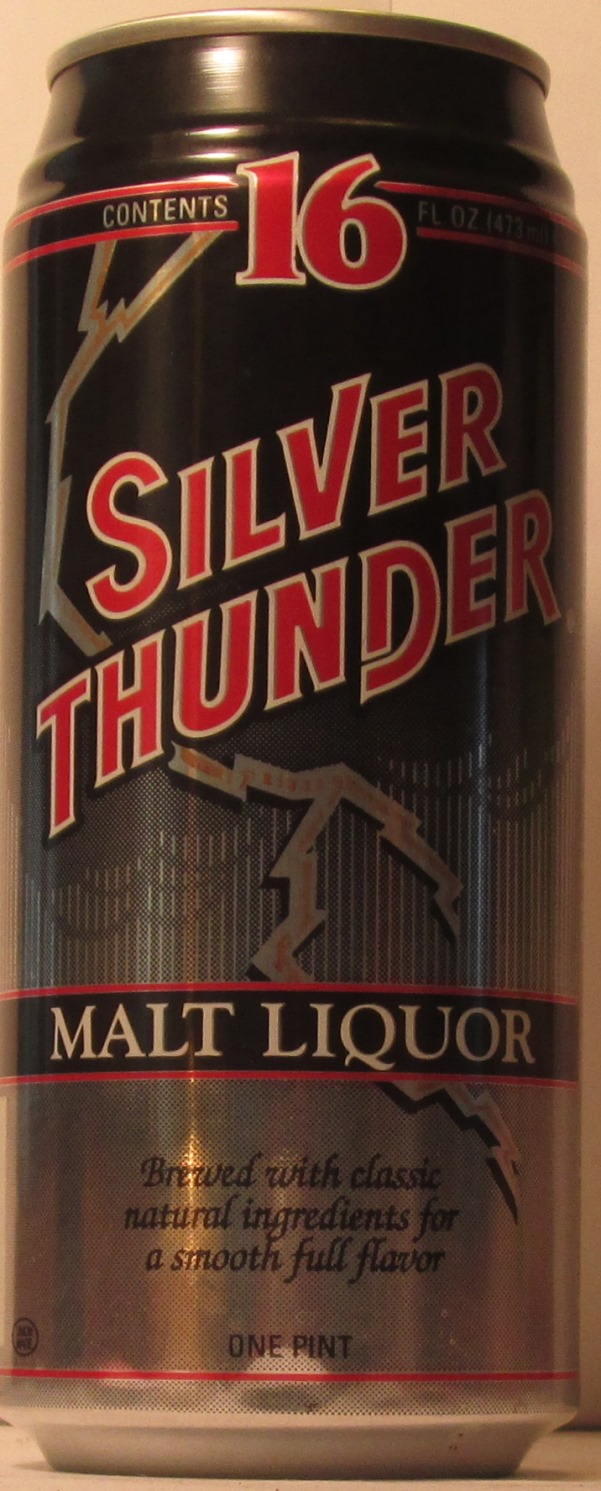 CONTENTS 16 FL OZ (473 ml)
SILVER
THUNDER
MALT LIQUOR
Brewed with classic
natural ingredients for
a smooth full flavor
ONE PINT